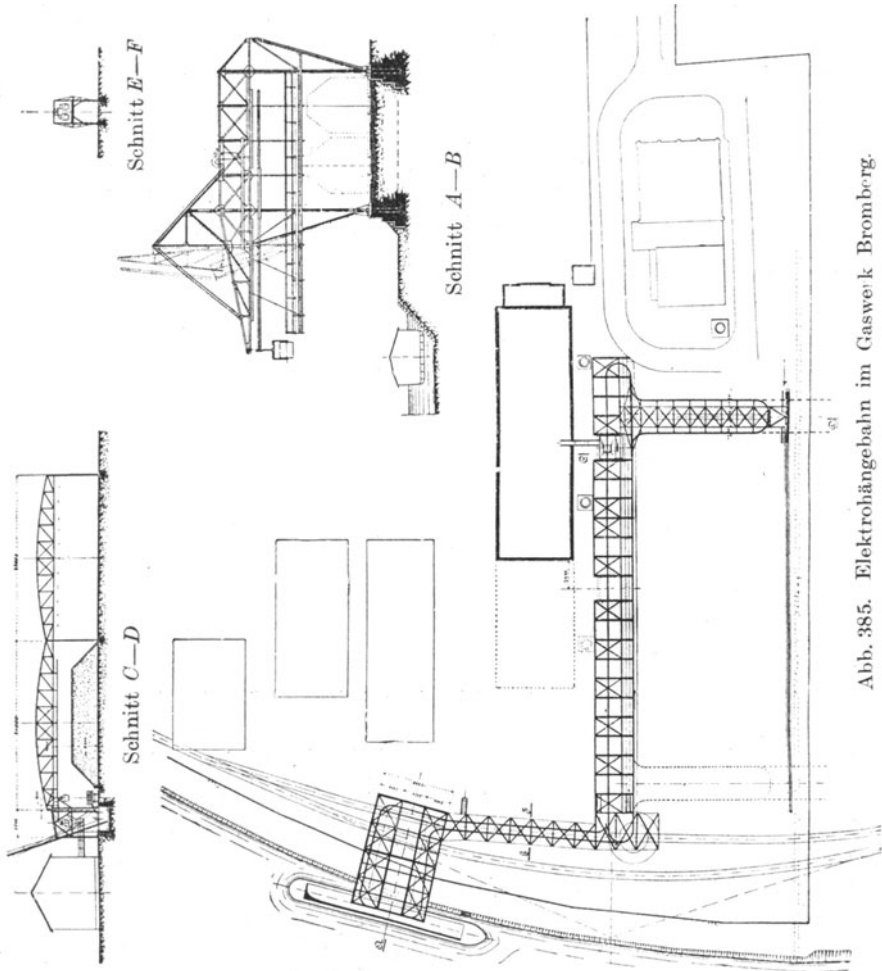 Schnitt E—F
Schnitt A—B
Schnitt C—D
Abb. 385. Elektrohängebahn im Gaswerk Bromberg.